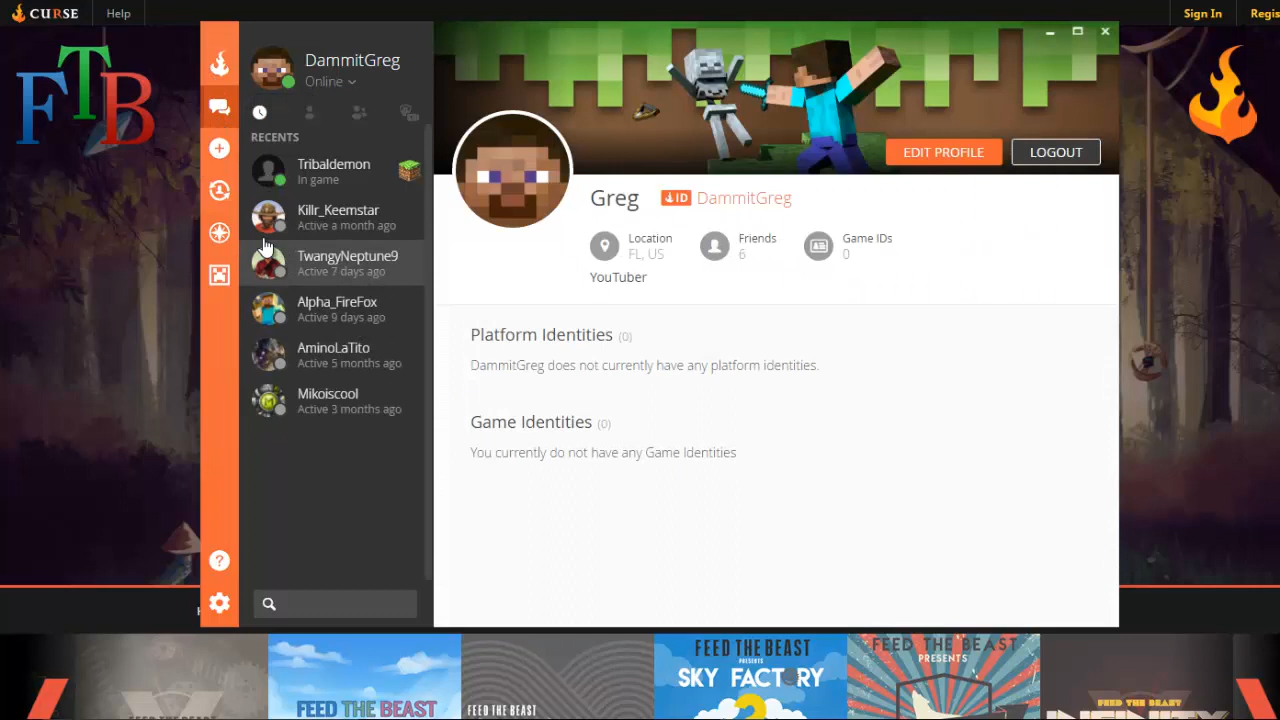 CURSE
Help
Sign In
Regis
FTB
DammitGreg
Online
RECENTS
Tribaldemon
In game
Killr_Keemstar
Active a month ago
TwangyNeptune9
Active 7 days ago
Alpha_FireFox
Active 9 days ago
AminoLaTito
Active 5 months ago
Mikoiscool
Active 3 months ago
EDIT PROFILE
LOGOUT
Greg
ID DammitGreg
Location
FL, US
Friends
6
Game IDs
0
YouTuber
Platform Identities (0)
DammitGreg does not currently have any platform identities.
Game Identities (0)
You currently do not have any Game Identities
FEED THE BEAST
FEED THE BEAST
FEED THE BEAST
PRESENTS
SKY FACTORY
FEED THE BEAST
PRESENTS
FEED THE BEAST